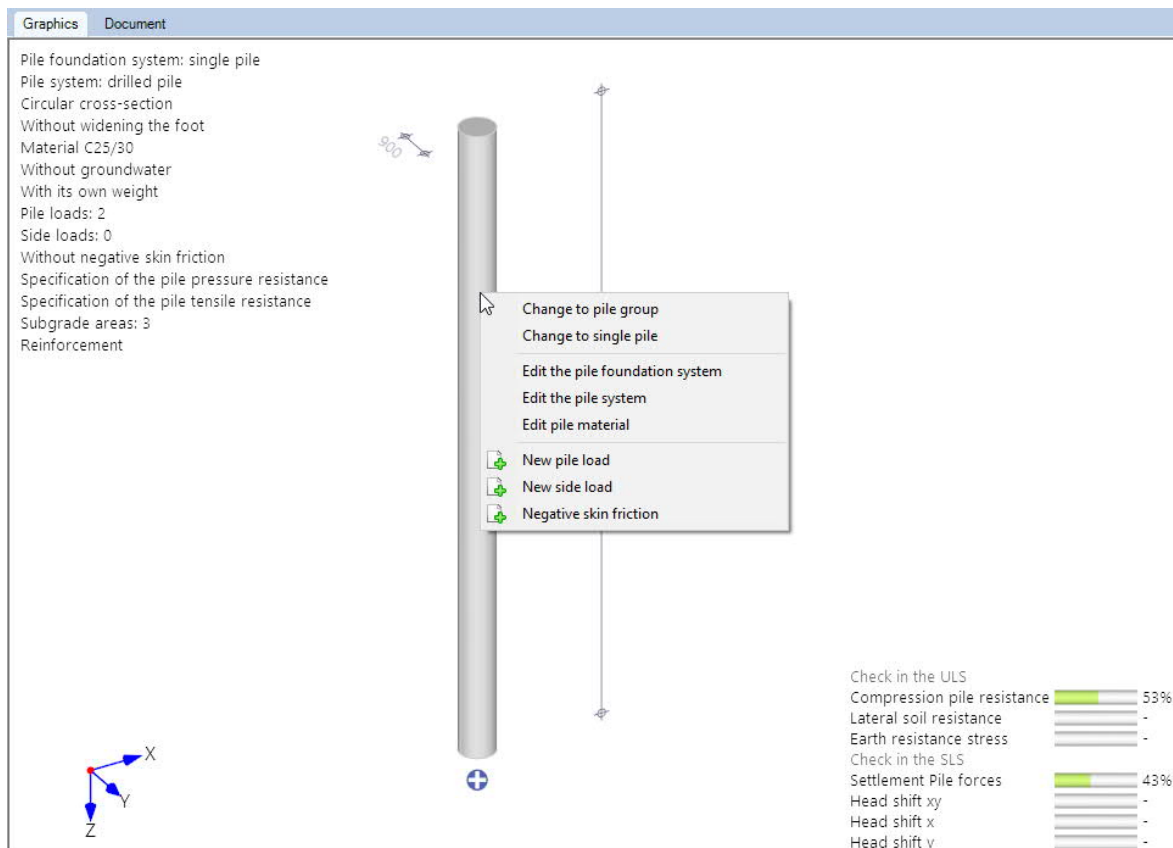 Graphics Document
Pile foundation system: single pile
Pile system: drilled pile
Circular cross-section
Without widening the foot
Material C25/30
Without groundwater
With its own weight
Pile loads: 2
Side loads: 0
Without negative skin friction
Specification of the pile pressure resistance
Specification of the pile tensile resistance
Subgrade areas: 3
Reinforcement
900
Change to pile group
Change to single pile
Edit the pile foundation system
Edit the pile system
Edit pile material
New pile load
New side load
Negative skin friction
X
Y
Z
Check in the ULS
Compression pile resistance 53%
Lateral soil resistance -
Earth resistance stress -
Check in the SLS
Settlement Pile forces 43%
Head shift xy -
Head shift x -
Head shift y -